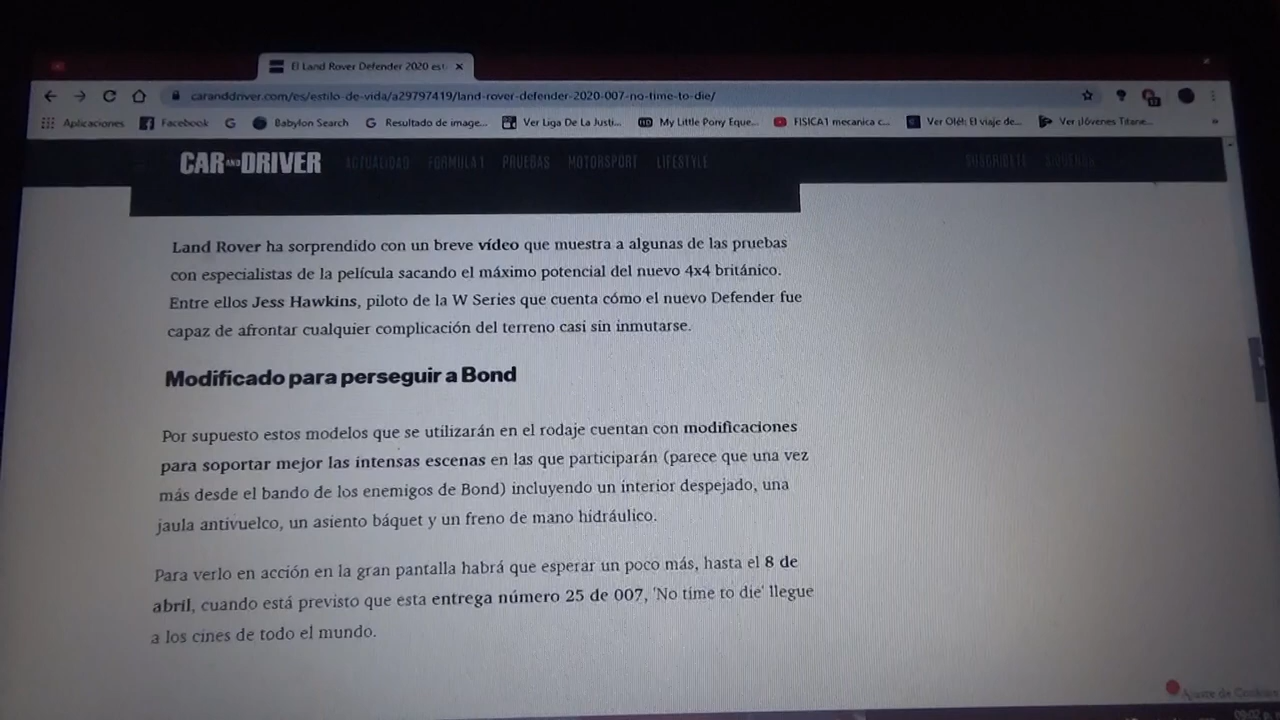 El Land Rover Defender 2020 est
caranddriver.com/es/estilo-de-vida/a29797419/land-rover-defender-2020-007-no-time-to-die/
Aplicaciones Facebook Babylon Search Resultado de image... Ver Liga De La Justi... My Little Pony Eque... FISICA1 mecanica c... Ver Olé!: El viaje de... Ver ¡Jóvenes Titane...
CAR AND DRIVER ACTUALIDAD FORMULA 1 PRUEBAS MOTORSPORT LIFESTYLE SUSCRÍBETE SÍGUENOS
Land Rover ha sorprendido con un breve vídeo que muestra a algunas de las pruebas
con especialistas de la película sacando el máximo potencial del nuevo 4x4 británico.
Entre ellos Jess Hawkins, piloto de la W Series que cuenta cómo el nuevo Defender fue
capaz de afrontar cualquier complicación del terreno casi sin inmutarse.
Modificado para perseguir a Bond
Por supuesto estos modelos que se utilizarán en el rodaje cuentan con modificaciones
para soportar mejor las intensas escenas en las que participarán (parece que una vez
más desde el bando de los enemigos de Bond) incluyendo un interior despejado, una
jaula antivuelco, un asiento báquet y un freno de mano hidráulico.
Para verlo en acción en la gran pantalla habrá que esperar un poco más, hasta el 8 de
abril, cuando está previsto que esta entrega número 25 de 007, 'No time to die' llegue
a los cines de todo el mundo.
Ajuste de Cookies